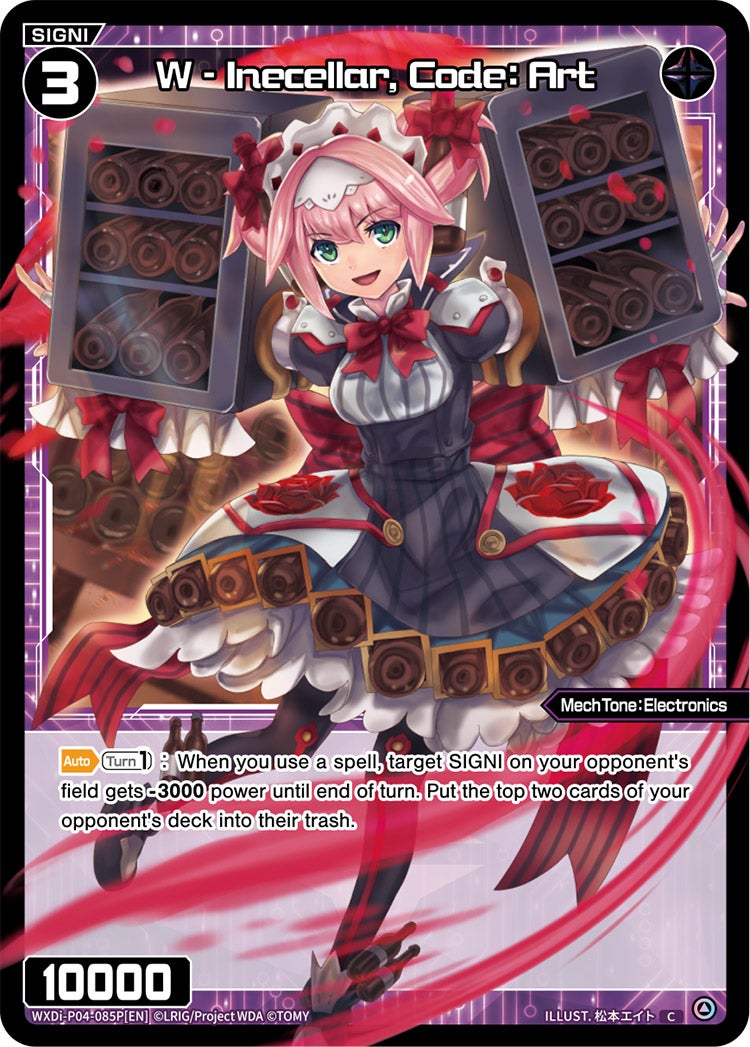 SIGNI
3
W - Inecellar, Code: Art
MechTone:Electronics
Auto Turn 1 : When you use a spell, target SIGNI on your opponent's
field gets -3000 power until end of turn. Put the top two cards of your
opponent's deck into their trash.
10000
WXDi-P04-085P[EN] ©LRIG/Project WDA ©TOMY
ILLUST. 松本エイト C